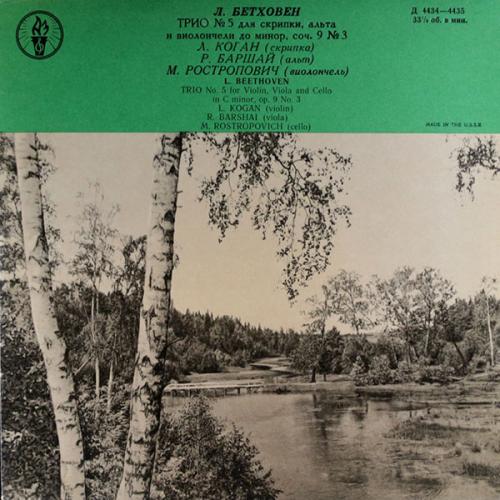 Л. БЕТХОВЕН
ТРИО № 5 для скрипки, альта
и виолончели до минор, соч. 9 № 3
Л. КОГАН (скрипка)
Р. БАРШАЙ (альт)
М. РОСТРОПОВИЧ (виолончель)
L. BEETHOVEN
TRIO No. 5 for Violin, Viola and Cello
in C minor, op. 9 No. 3
L. KOGAN (violin)
R. BARSHAI (viola)
M. ROSTROPOVICH (cello)
Д 4434—4435
33⅓ об. в мин.
MADE IN THE U.S.S.R.